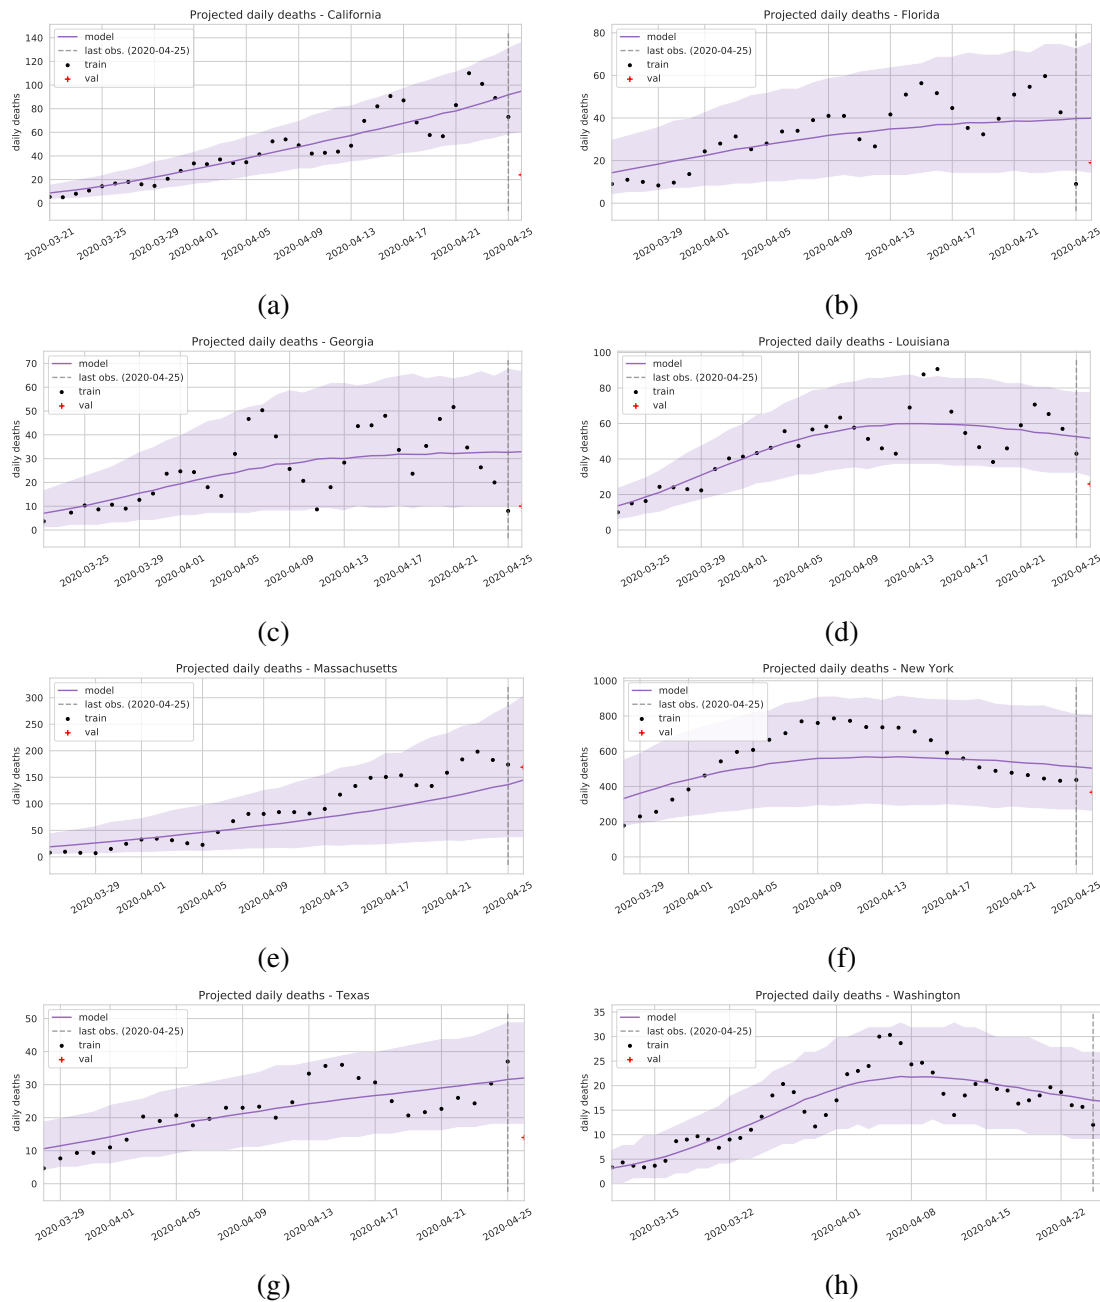 Projected daily deaths - California
model
last obs. (2020-04-25)
train
val
daily deaths
140
120
100
80
60
40
20
0
2020-03-21
2020-03-25
2020-03-29
2020-04-01
2020-04-05
2020-04-09
2020-04-13
2020-04-17
2020-04-21
2020-04-25
(a)
Projected daily deaths - Florida
model
last obs. (2020-04-25)
train
val
daily deaths
80
60
40
20
0
2020-03-29
2020-04-01
2020-04-05
2020-04-09
2020-04-13
2020-04-17
2020-04-21
2020-04-25
(b)
Projected daily deaths - Georgia
model
last obs. (2020-04-25)
train
val
daily deaths
70
60
50
40
30
20
10
0
2020-03-25
2020-03-29
2020-04-01
2020-04-05
2020-04-09
2020-04-13
2020-04-17
2020-04-21
2020-04-25
(c)
Projected daily deaths - Louisiana
model
last obs. (2020-04-25)
train
val
daily deaths
100
80
60
40
20
0
2020-03-25
2020-03-29
2020-04-01
2020-04-05
2020-04-09
2020-04-13
2020-04-17
2020-04-21
2020-04-25
(d)
Projected daily deaths - Massachusetts
model
last obs. (2020-04-25)
train
val
daily deaths
300
250
200
150
100
50
0
2020-03-29
2020-04-01
2020-04-05
2020-04-09
2020-04-13
2020-04-17
2020-04-21
2020-04-25
(e)
Projected daily deaths - New York
model
last obs. (2020-04-25)
train
val
daily deaths
1000
800
600
400
200
0
2020-03-29
2020-04-01
2020-04-05
2020-04-09
2020-04-13
2020-04-17
2020-04-21
2020-04-25
(f)
Projected daily deaths - Texas
model
last obs. (2020-04-25)
train
val
daily deaths
50
40
30
20
10
0
2020-03-29
2020-04-01
2020-04-05
2020-04-09
2020-04-13
2020-04-17
2020-04-21
2020-04-25
(g)
Projected daily deaths - Washington
model
last obs. (2020-04-25)
train
val
daily deaths
35
30
25
20
15
10
5
0
2020-03-15
2020-03-22
2020-04-01
2020-04-08
2020-04-15
2020-04-22
(h)